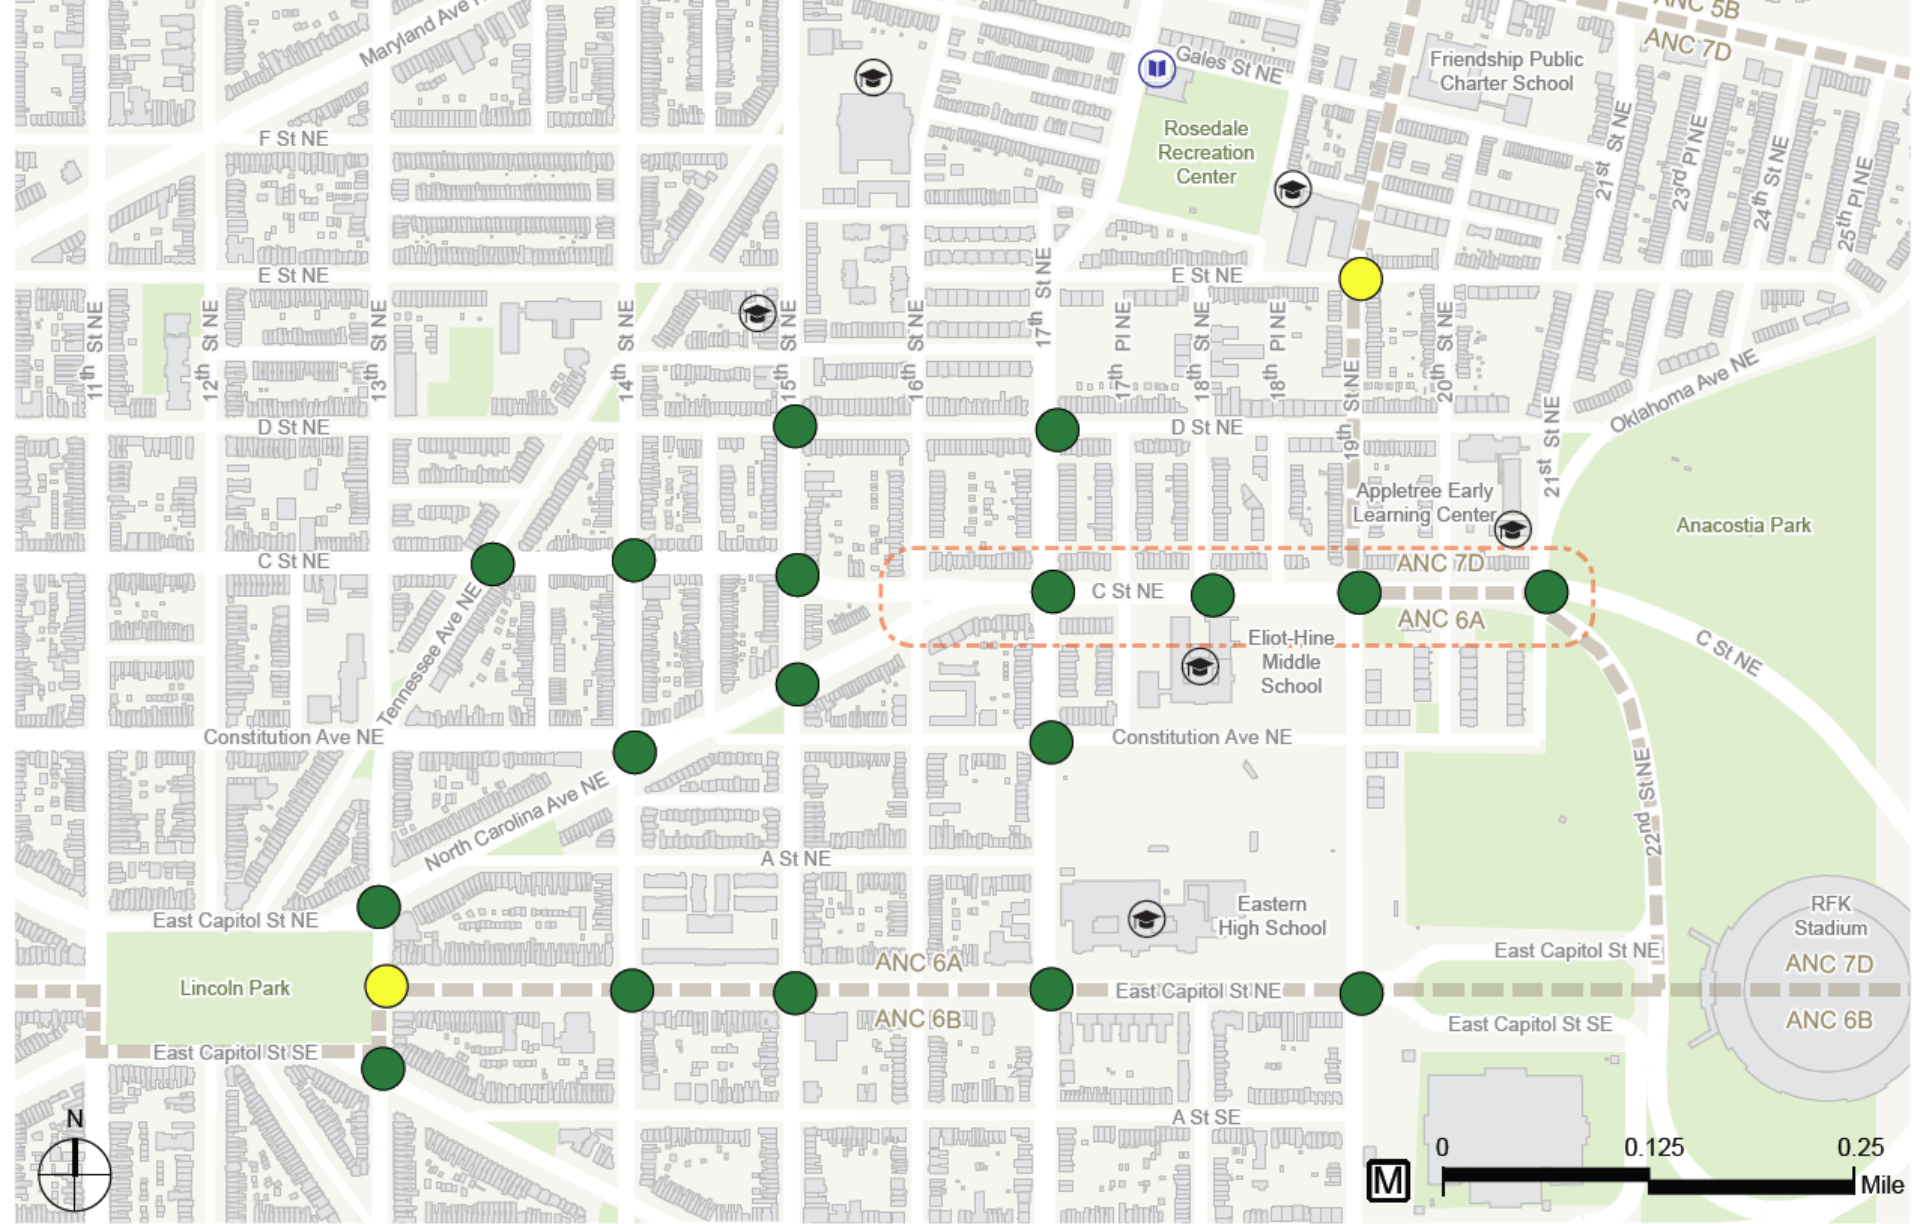 Maryland Ave N
ANC 5B
ANC 7D
Gales St NE
Friendship Public
Charter School
Rosedale
Recreation
Center
F St NE
21st St NE
23rd Pl NE
24th St NE
25th Pl NE
E St NE
E St NE
11th St NE
12th St NE
13th St NE
14th St NE
15th St NE
16th St NE
17th St NE
17th Pl NE
18th St NE
18th Pl NE
19th St NE
20th St NE
21st St NE
Oklahoma Ave NE
D St NE
D St NE
Appletree Early
Learning Center
Anacostia Park
C St NE
ANC 7D
C St NE
ANC 6A
Tennessee Ave NE
Eliot-Hine
Middle
School
C St NE
Constitution Ave NE
Constitution Ave NE
22nd St NE
North Carolina Ave NE
A St NE
East Capitol St NE
Eastern
High School
RFK
Stadium
East Capitol St NE
ANC 6A
ANC 7D
Lincoln Park
East Capitol St NE
ANC 6B
ANC 6B
East Capitol St SE
East Capitol St SE
N
A St SE
0 0.125 0.25
M
Mile